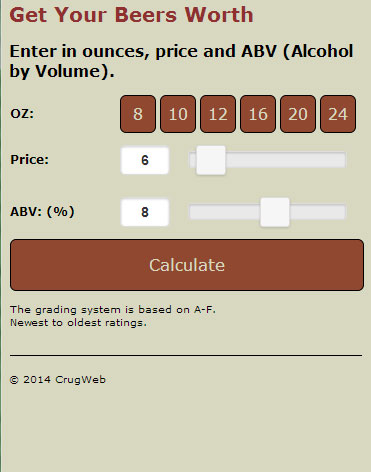 Get Your Beers Worth
Enter in ounces, price and ABV (Alcohol
by Volume).
OZ: 8 10 12 16 20 24
Price: 6
ABV: (%) 8
Calculate
The grading system is based on A-F.
Newest to oldest ratings.
© 2014 CrugWeb